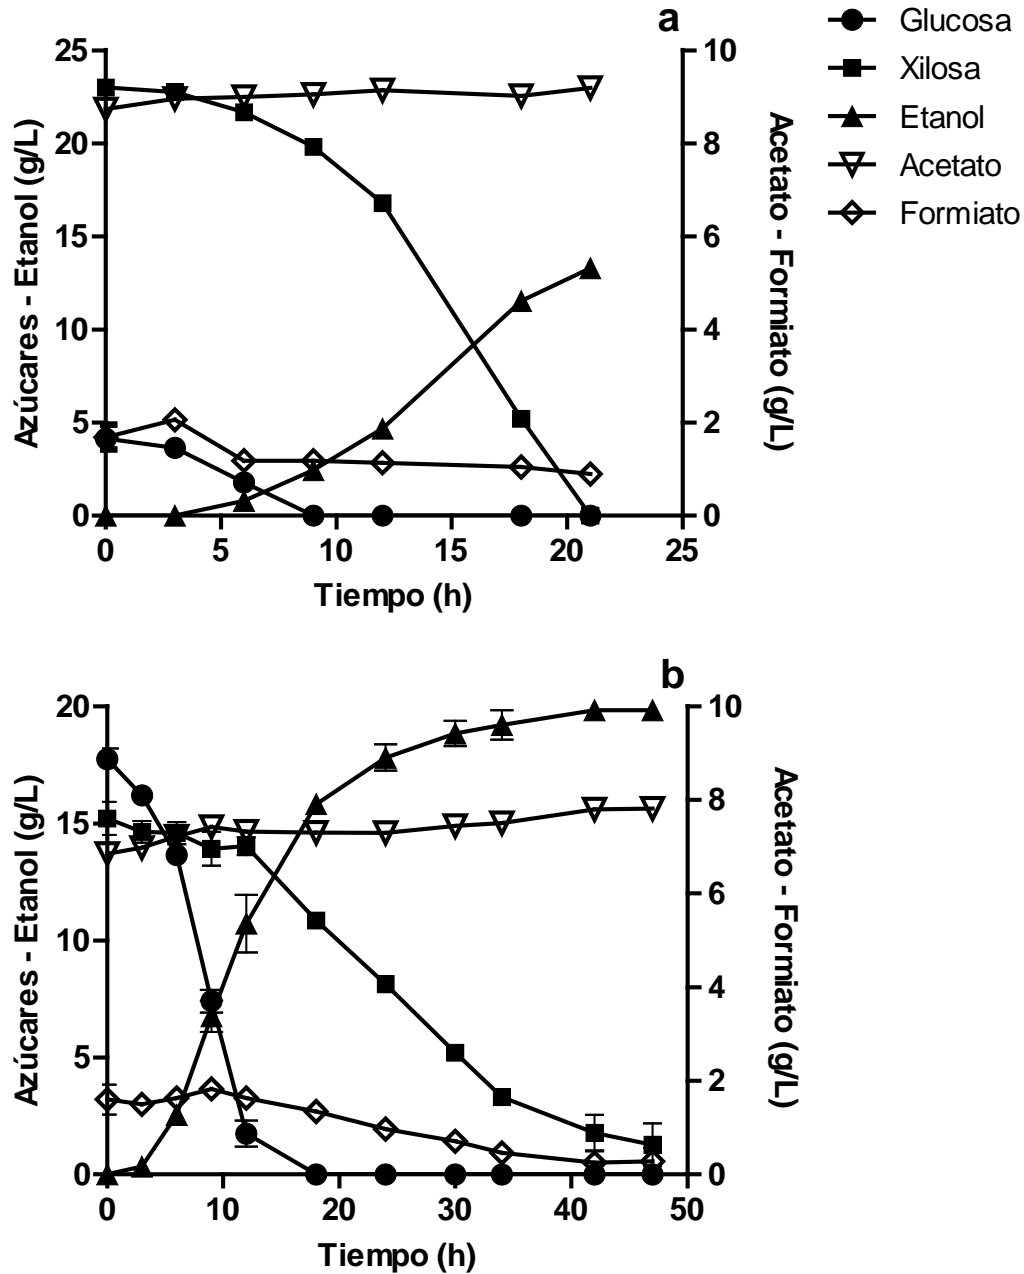 a
Glucosa
Xilosa
Etanol
Acetato
Formiato
25
20
15
10
5
0
10
8
6
4
2
0
Azúcares - Etanol (g/L)
Acetato - Formiato (g/L)
0 5 10 15 20 25
Tiempo (h)
b
20
15
10
5
0
10
8
6
4
2
0
Azúcares - Etanol (g/L)
Acetato - Formiato (g/L)
0 10 20 30 40 50
Tiempo (h)